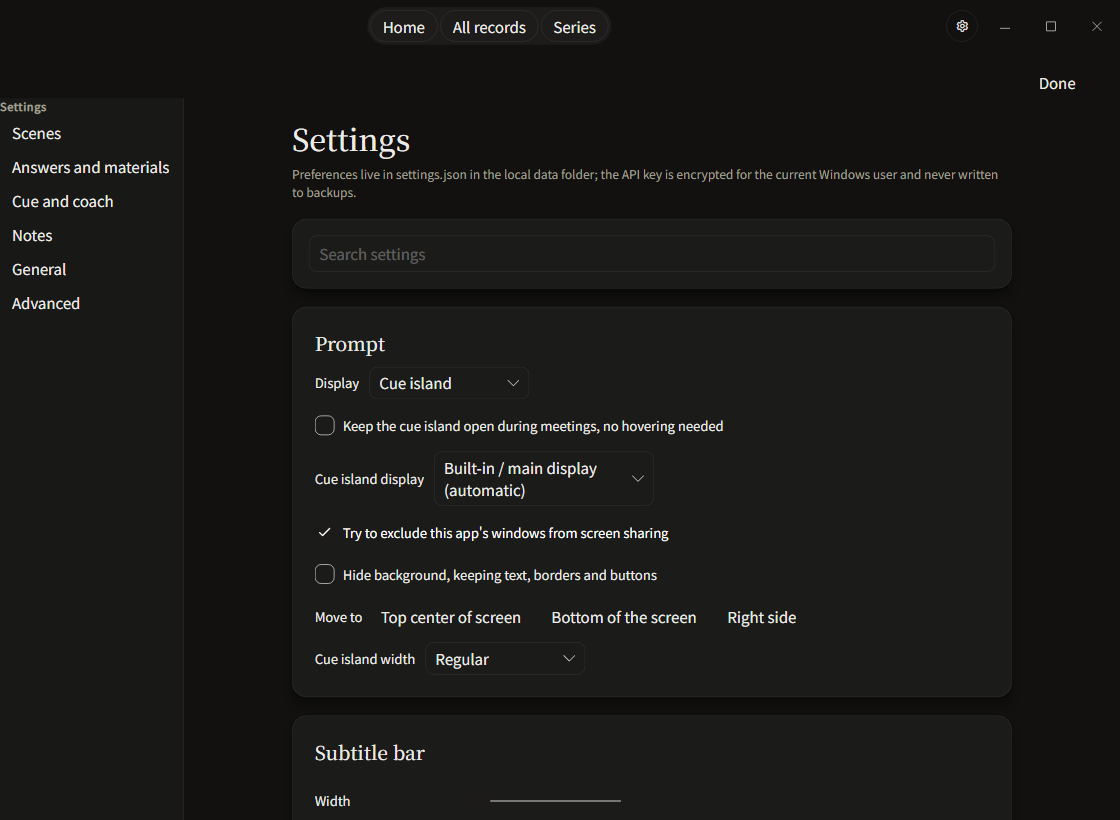 Home
All records
Series
Done
Settings
Scenes
Answers and materials
Cue and coach
Notes
General
Advanced
Settings
Preferences live in settings.json in the local data folder; the API key is encrypted for the current Windows user and never written
to backups.
Search settings
Prompt
Display
Cue island
Keep the cue island open during meetings, no hovering needed
Cue island display
Built-in / main display
(automatic)
Try to exclude this app's windows from screen sharing
Hide background, keeping text, borders and buttons
Move to
Top center of screen
Bottom of the screen
Right side
Cue island width
Regular
Subtitle bar
Width